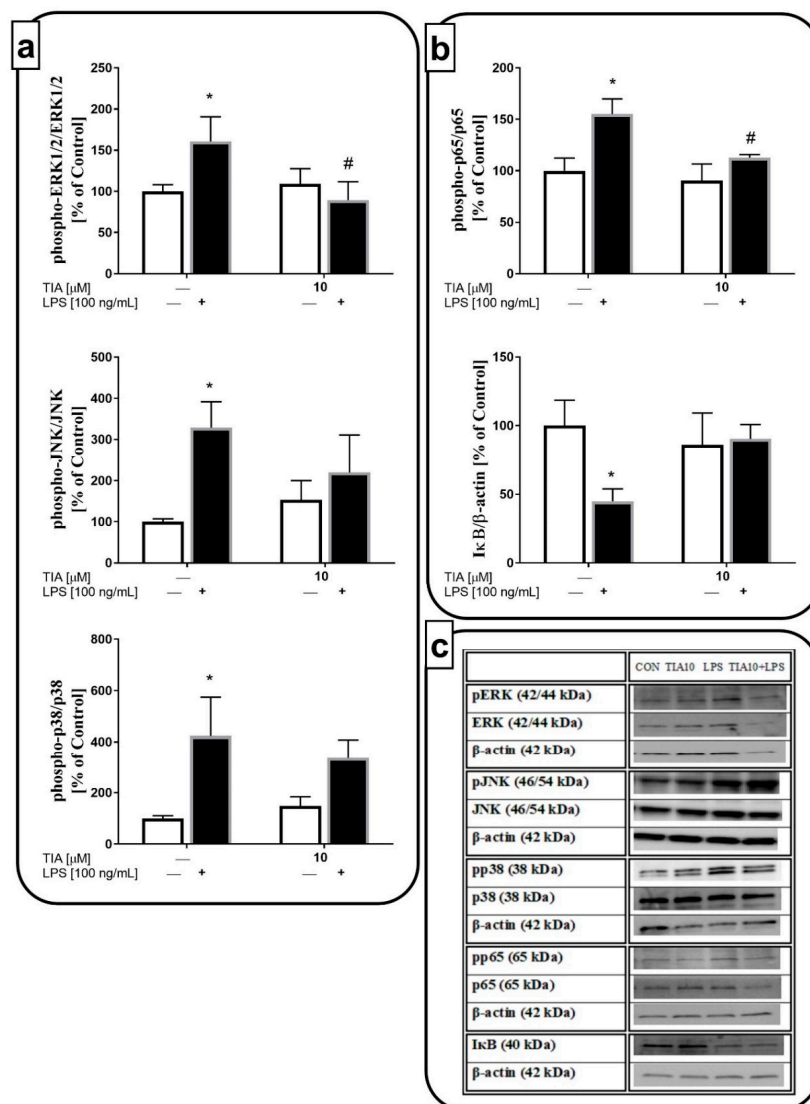 a
phospho-ERK1/2/ERK1/2
[% of Control]
250
200
150
100
50
0
*
#
TIA [μM] — 10
LPS [100 ng/mL] — + — +
phospho-JNK/JNK
[% of Control]
500
400
300
200
100
0
*
TIA [μM] — 10
LPS [100 ng/mL] — + — +
phospho-p38/p38
[% of Control]
800
600
400
200
0
*
TIA [μM] — 10
LPS [100 ng/mL] — + — +
b
phospho-p65/p65
[% of Control]
200
150
100
50
0
*
#
TIA [μM] — 10
LPS [100 ng/mL] — + — +
IκB/β-actin [% of Control]
150
100
50
0
*
TIA [μM] — 10
LPS [100 ng/mL] — + — +
c
CON TIA10 LPS TIA10+LPS
pERK (42/44 kDa)
ERK (42/44 kDa)
β-actin (42 kDa)
pJNK (46/54 kDa)
JNK (46/54 kDa)
β-actin (42 kDa)
pp38 (38 kDa)
p38 (38 kDa)
β-actin (42 kDa)
pp65 (65 kDa)
p65 (65 kDa)
β-actin (42 kDa)
IκB (40 kDa)
β-actin (42 kDa)